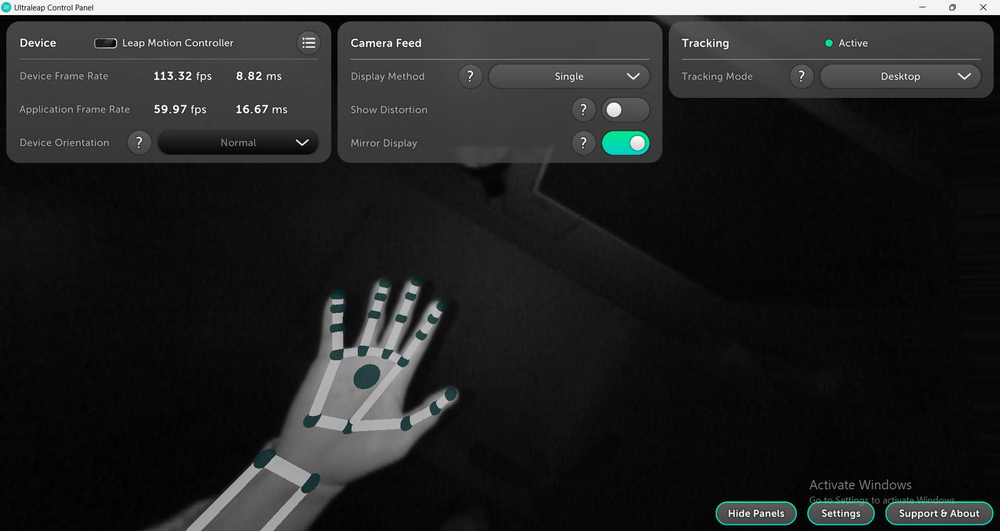 Ultraleap Control Panel
Device
Leap Motion Controller
Device Frame Rate 113.32 fps 8.82 ms
Application Frame Rate 59.97 fps 16.67 ms
Device Orientation ? Normal
Camera Feed
Display Method ? Single
Show Distortion ?
Mirror Display ?
Tracking
Active
Tracking Mode ? Desktop
Activate Windows
Go to Settings to activate Windows.
Hide Panels
Settings
Support & About